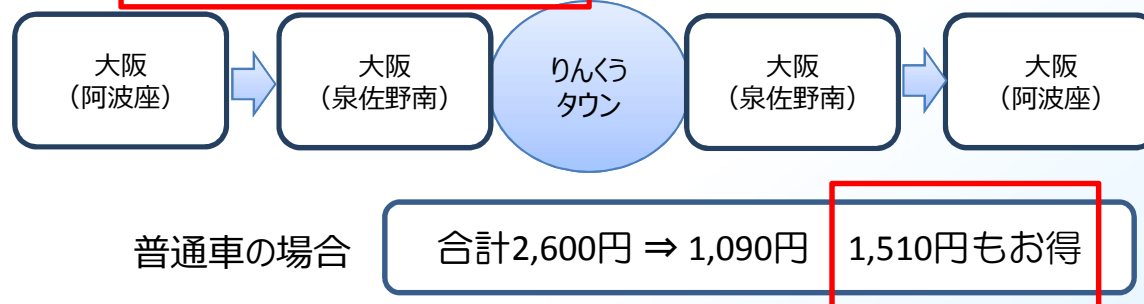 大阪
（阿波座）
大阪
（泉佐野南）
りんくう
タウン
大阪
（泉佐野南）
大阪
（阿波座）
普通車の場合
合計2,600円 ⇒ 1,090円 1,510円もお得